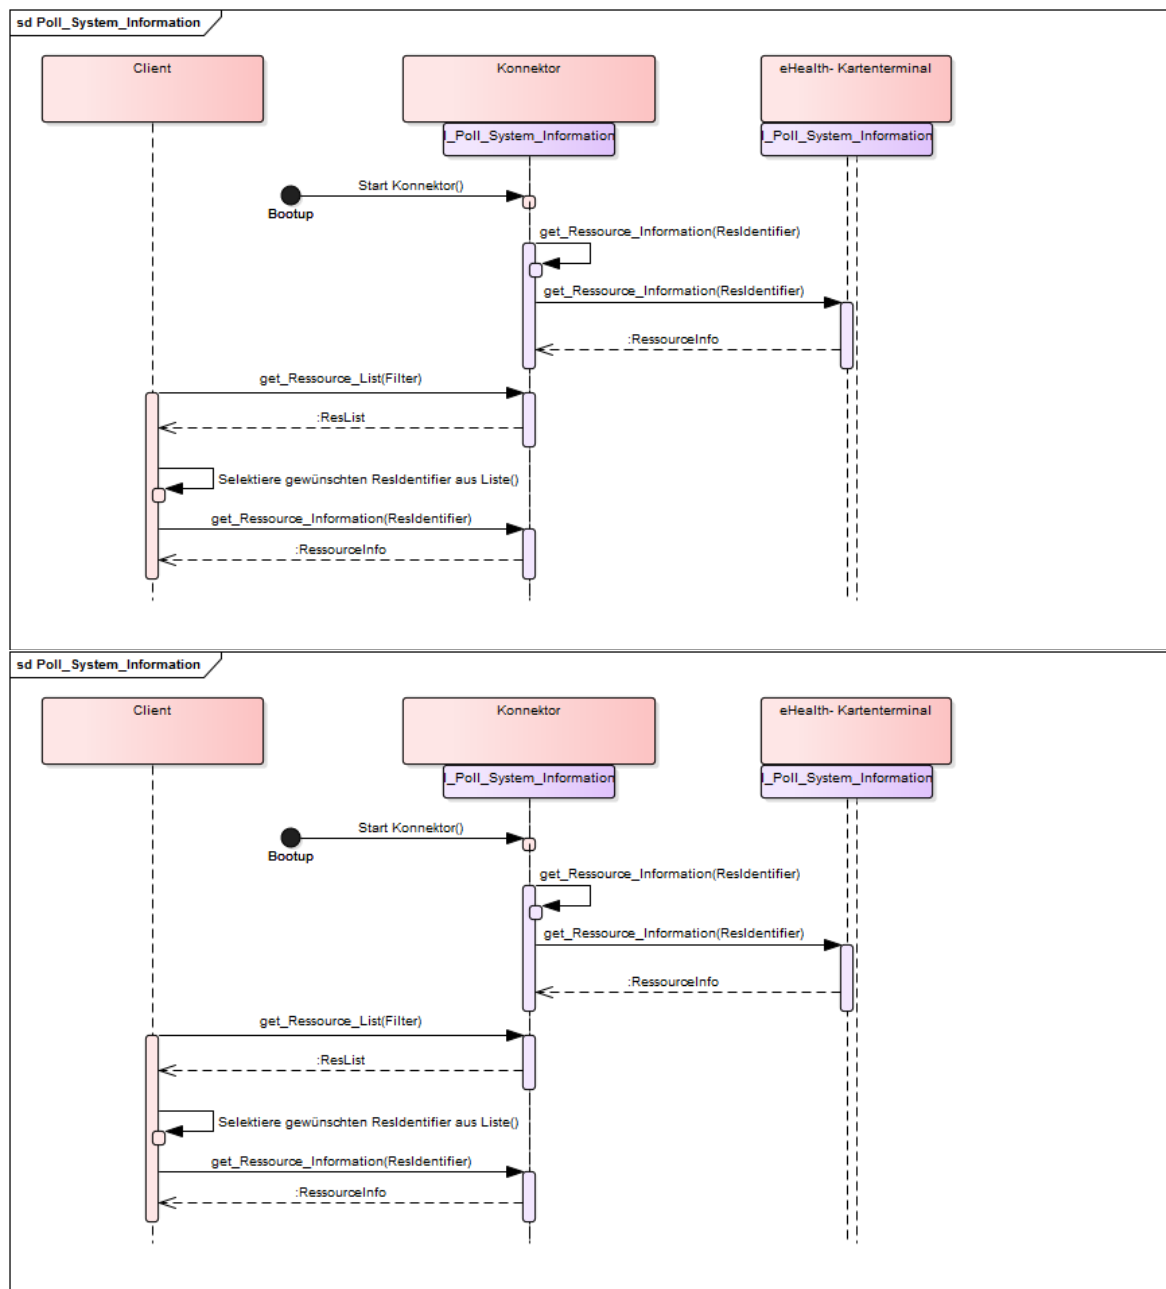 sd Poll_System_Information
Client
Konnektor
eHealth- Kartenterminal
I_Poll_System_Information
I_Poll_System_Information
Start Konnektor()
Bootup
get_Ressource_Information(ResIdentifier)
get_Ressource_Information(ResIdentifier)
:RessourceInfo
get_Ressource_List(Filter)
:ResList
Selektiere gewünschten ResIdentifier aus Liste()
get_Ressource_Information(ResIdentifier)
:RessourceInfo
sd Poll_System_Information
Client
Konnektor
eHealth- Kartenterminal
I_Poll_System_Information
I_Poll_System_Information
Start Konnektor()
Bootup
get_Ressource_Information(ResIdentifier)
get_Ressource_Information(ResIdentifier)
:RessourceInfo
get_Ressource_List(Filter)
:ResList
Selektiere gewünschten ResIdentifier aus Liste()
get_Ressource_Information(ResIdentifier)
:RessourceInfo